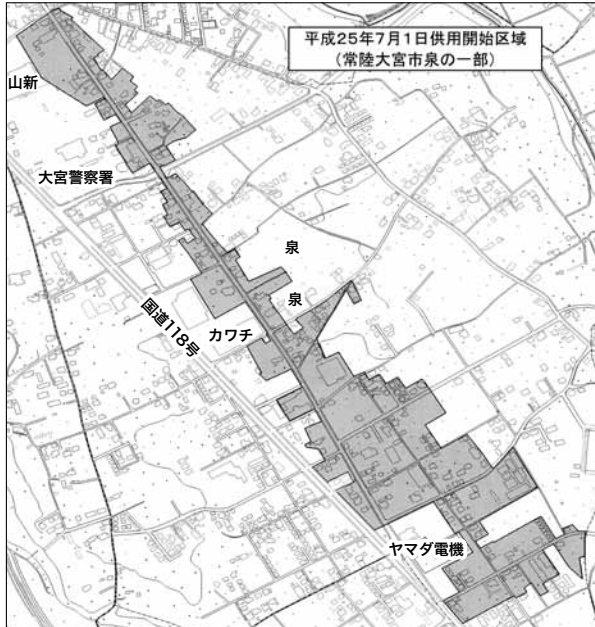 平成25年7月1日供用開始区域
(常陸大宮市泉の一部)
山新
大宮警察署
泉
泉
国道118号
カワチ
ヤマダ電機